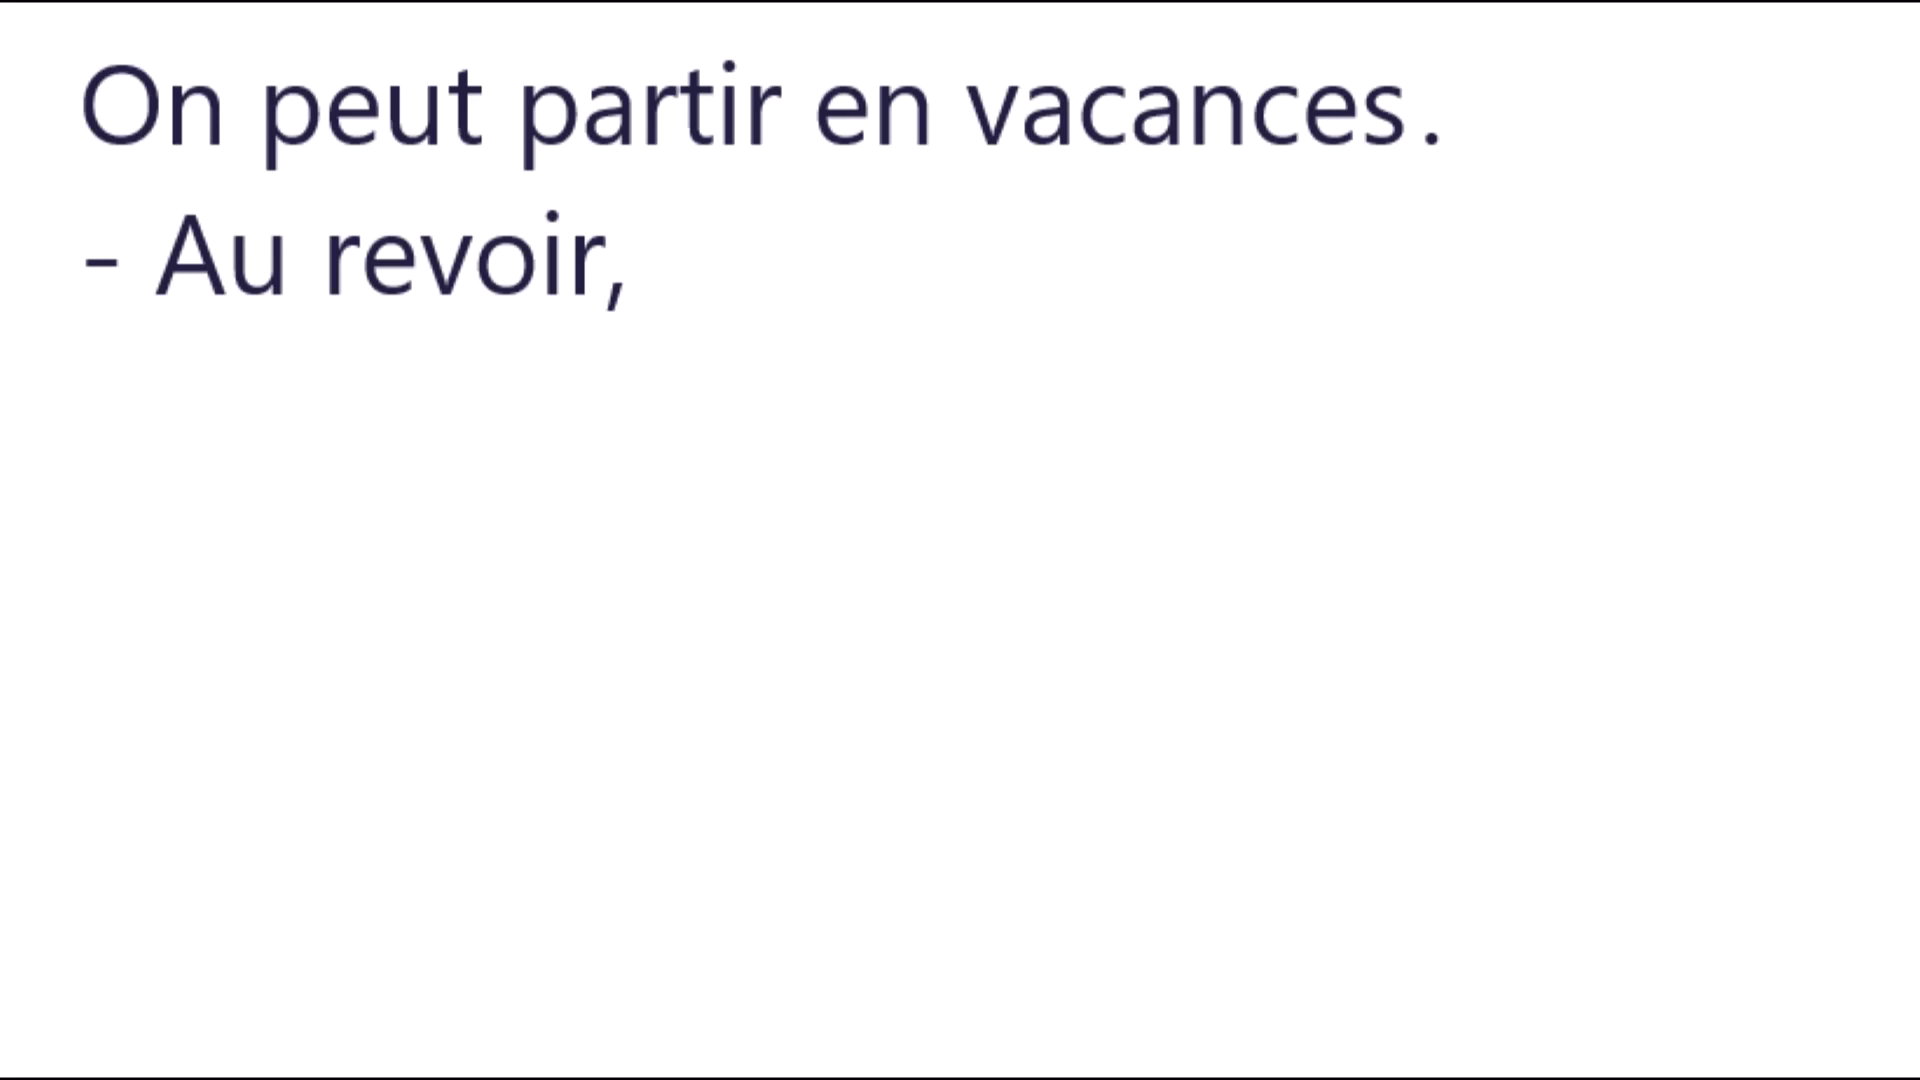 On peut partir en vacances.
- Au revoir,